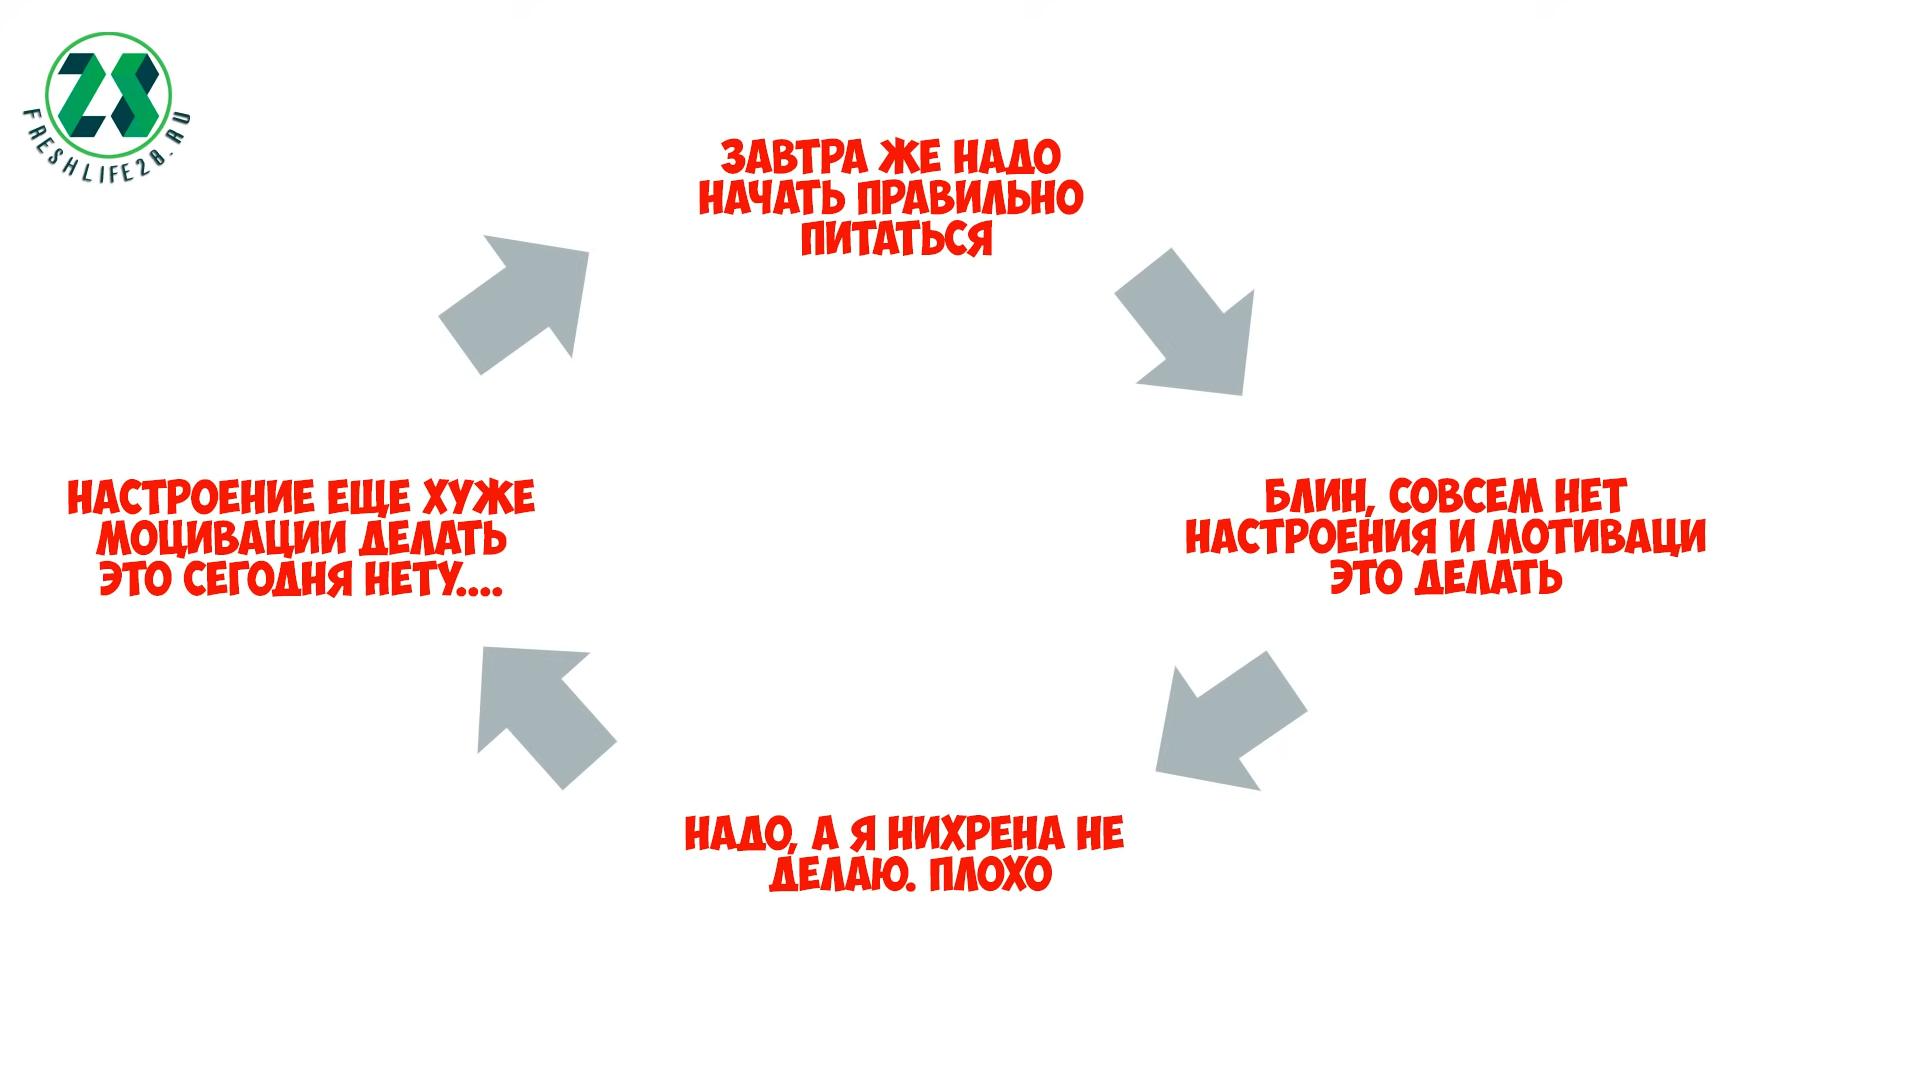 28
FRESHLIFE28.RU
ЗАВТРА ЖЕ НАДО
НАЧАТЬ ПРАВИЛЬНО
ПИТАТЬСЯ
БЛИН, СОВСЕМ НЕТ
НАСТРОЕНИЯ И МОТИВАЦИ
ЭТО ДЕЛАТЬ
НАДО, А Я НИХРЕНА НЕ
ДЕЛАЮ. ПЛОХО
НАСТРОЕНИЕ ЕЩЕ ХУЖЕ
МОЦИВАЦИИ ДЕЛАТЬ
ЭТО СЕГОДНЯ НЕТУ....